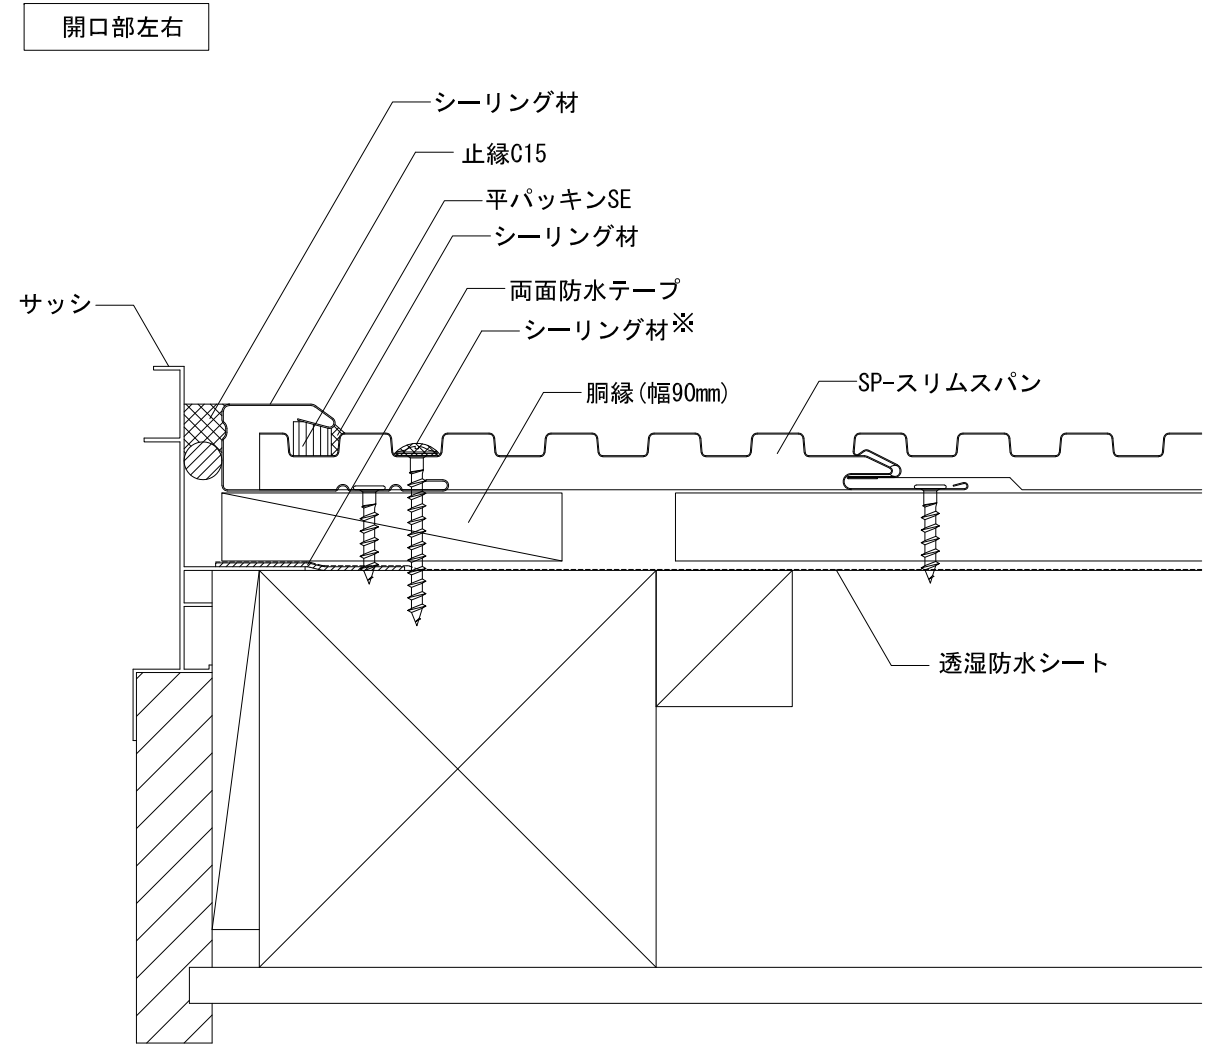 開口部左右
シーリング材
止縁C15
平パッキンSE
シーリング材
両面防水テープ
サッシ
シーリング材※
胴縁(幅90mm)
SP-スリムスパン
透湿防水シート